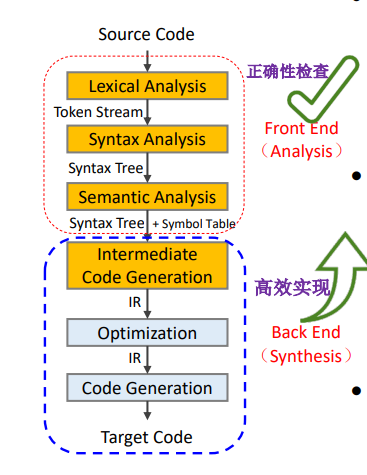 Source Code
Lexical Analysis
正确性检查
Token Stream
Front End
（Analysis）
Syntax Analysis
Syntax Tree
Semantic Analysis
Syntax Tree + Symbol Table
Intermediate
Code Generation
高效实现
IR
Optimization
Back End
（Synthesis）
IR
Code Generation
Target Code